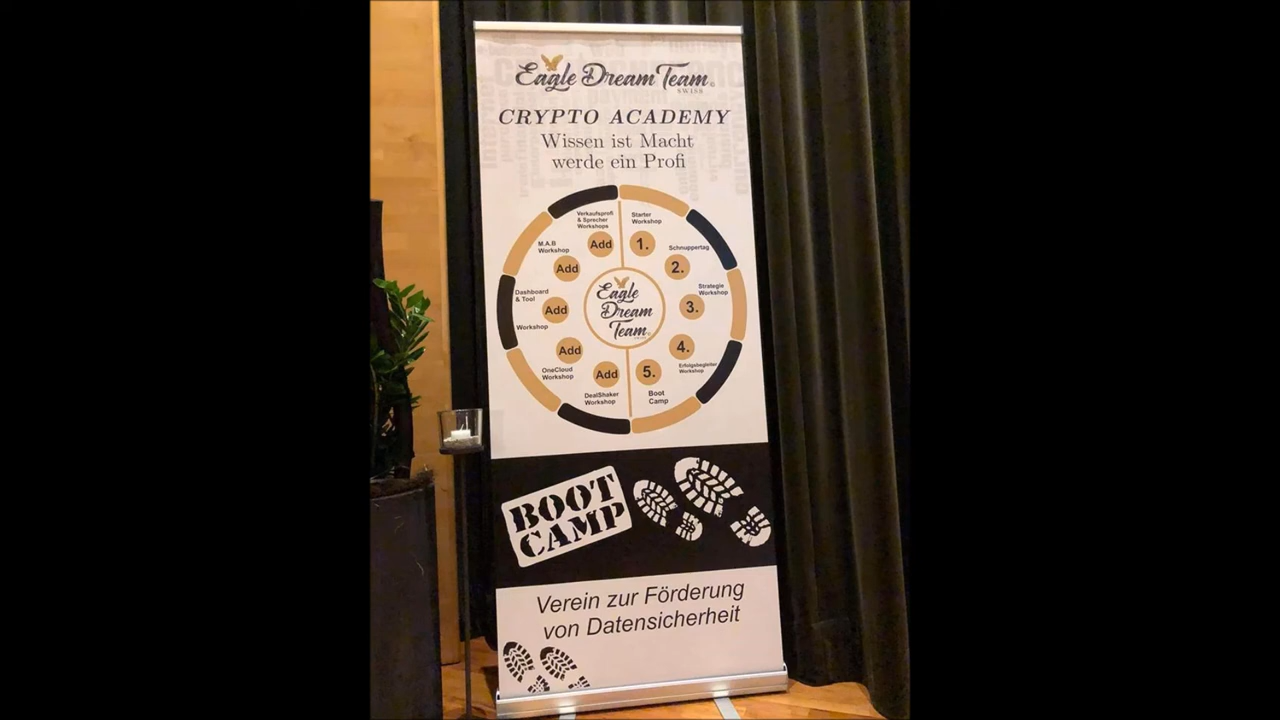 Eagle Dream Team
SWISS
CRYPTO ACADEMY
Wissen ist Macht
werde ein Profi
Starter
Workshop
1.
Schnuppertag
2.
Strategie
Workshop
3.
4.
Erfolgsbegleiter
Workshop
5.
Boot
Camp
Verkaufsprofi
& Sprecher
Workshops
Add
M.A.B
Workshop
Add
Dashboard
& Tool
Add
Workshop
Add
OneCloud
Workshop
Add
DealShaker
Workshop
Eagle
Dream
Team
BOOT
CAMP
Verein zur Förderung
von Datensicherheit